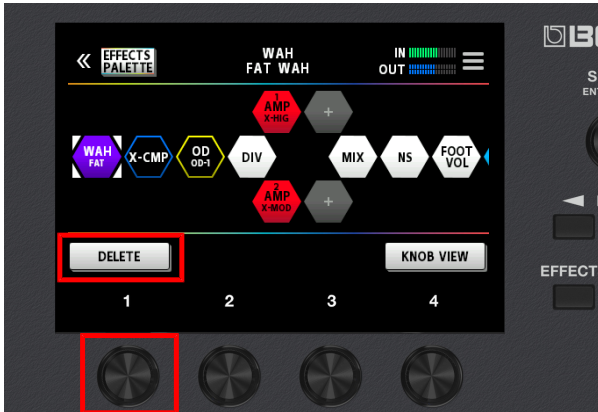 «
EFFECTS
PALETTE
WAH
FAT WAH
IN
OUT
1
AMP
X-HIG
+
WAH
FAT
X-CMP
OD
OD-1
DIV
MIX
NS
FOOT
VOL
2
AMP
X-MOD
+
DELETE
KNOB VIEW
1 2 3 4
EFFECT